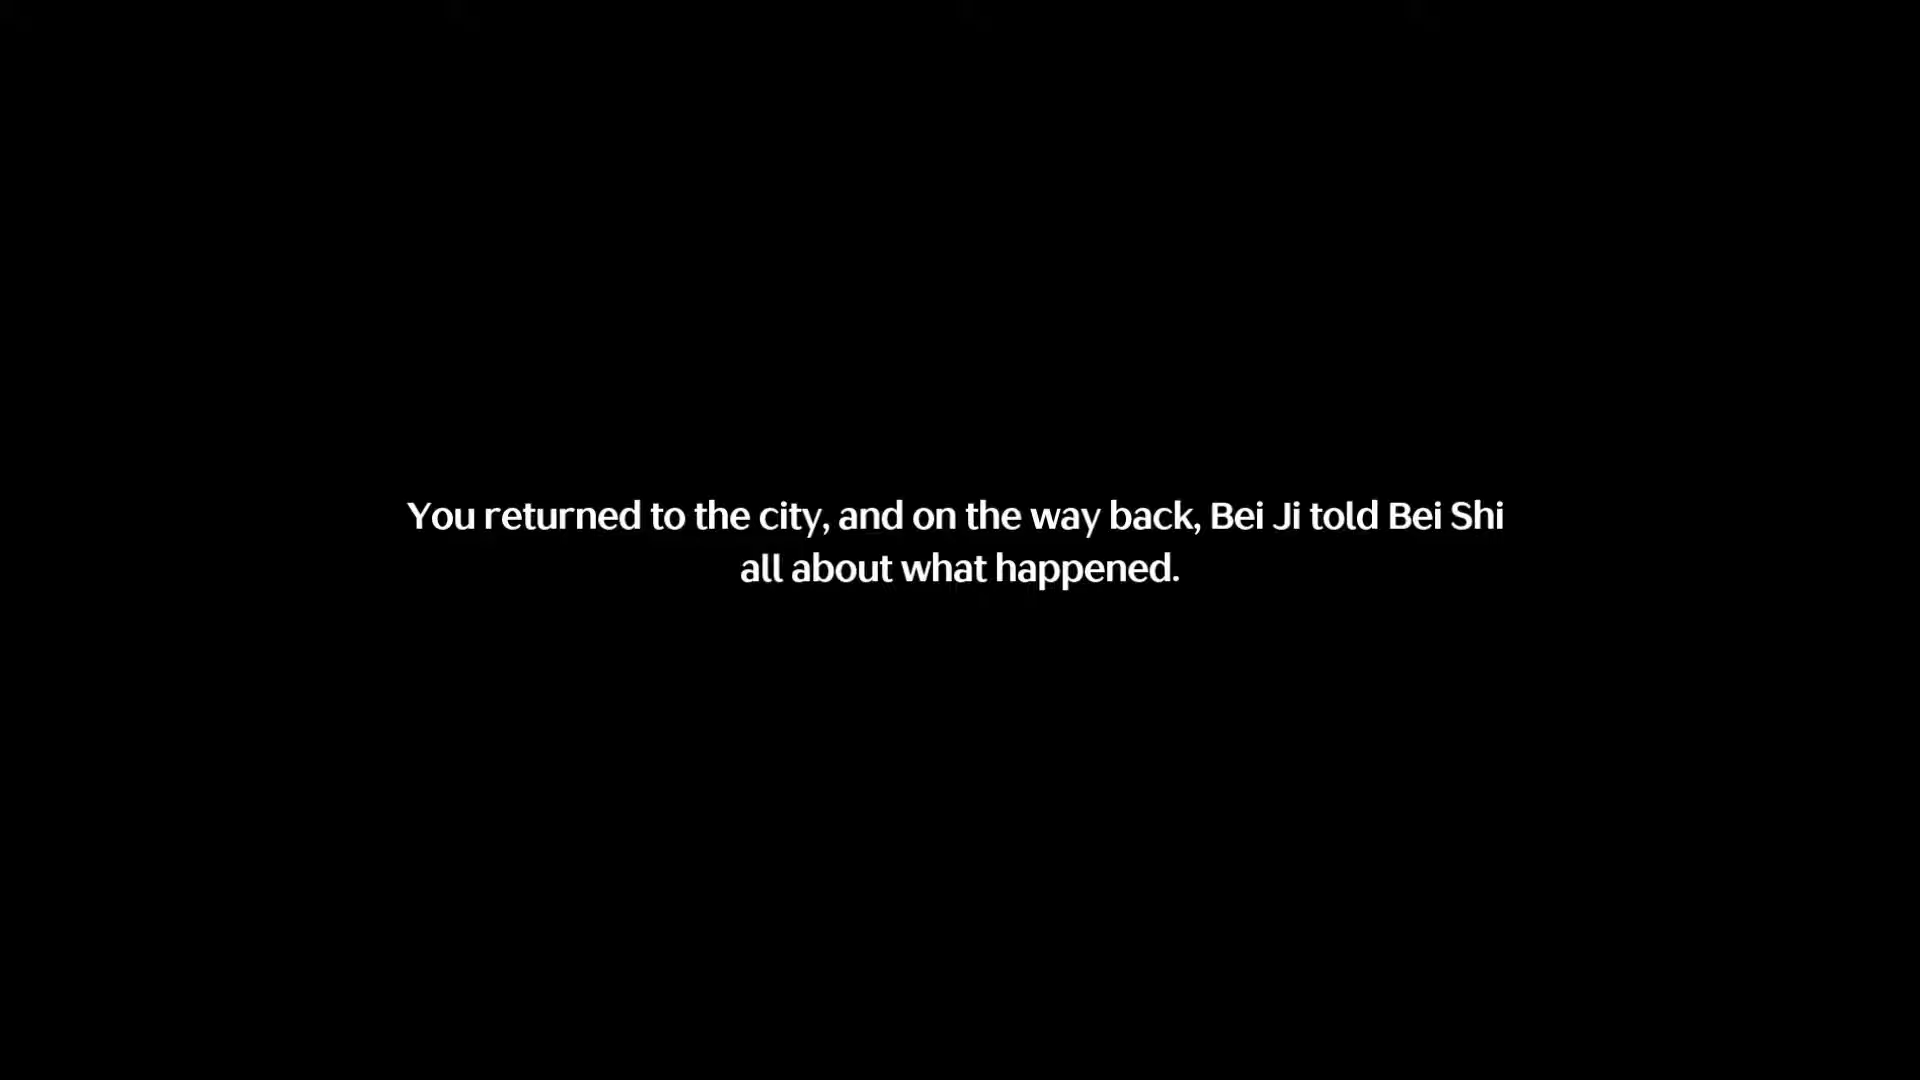 You returned to the city, and on the way back, Bei Ji told Bei Shi
all about what happened.